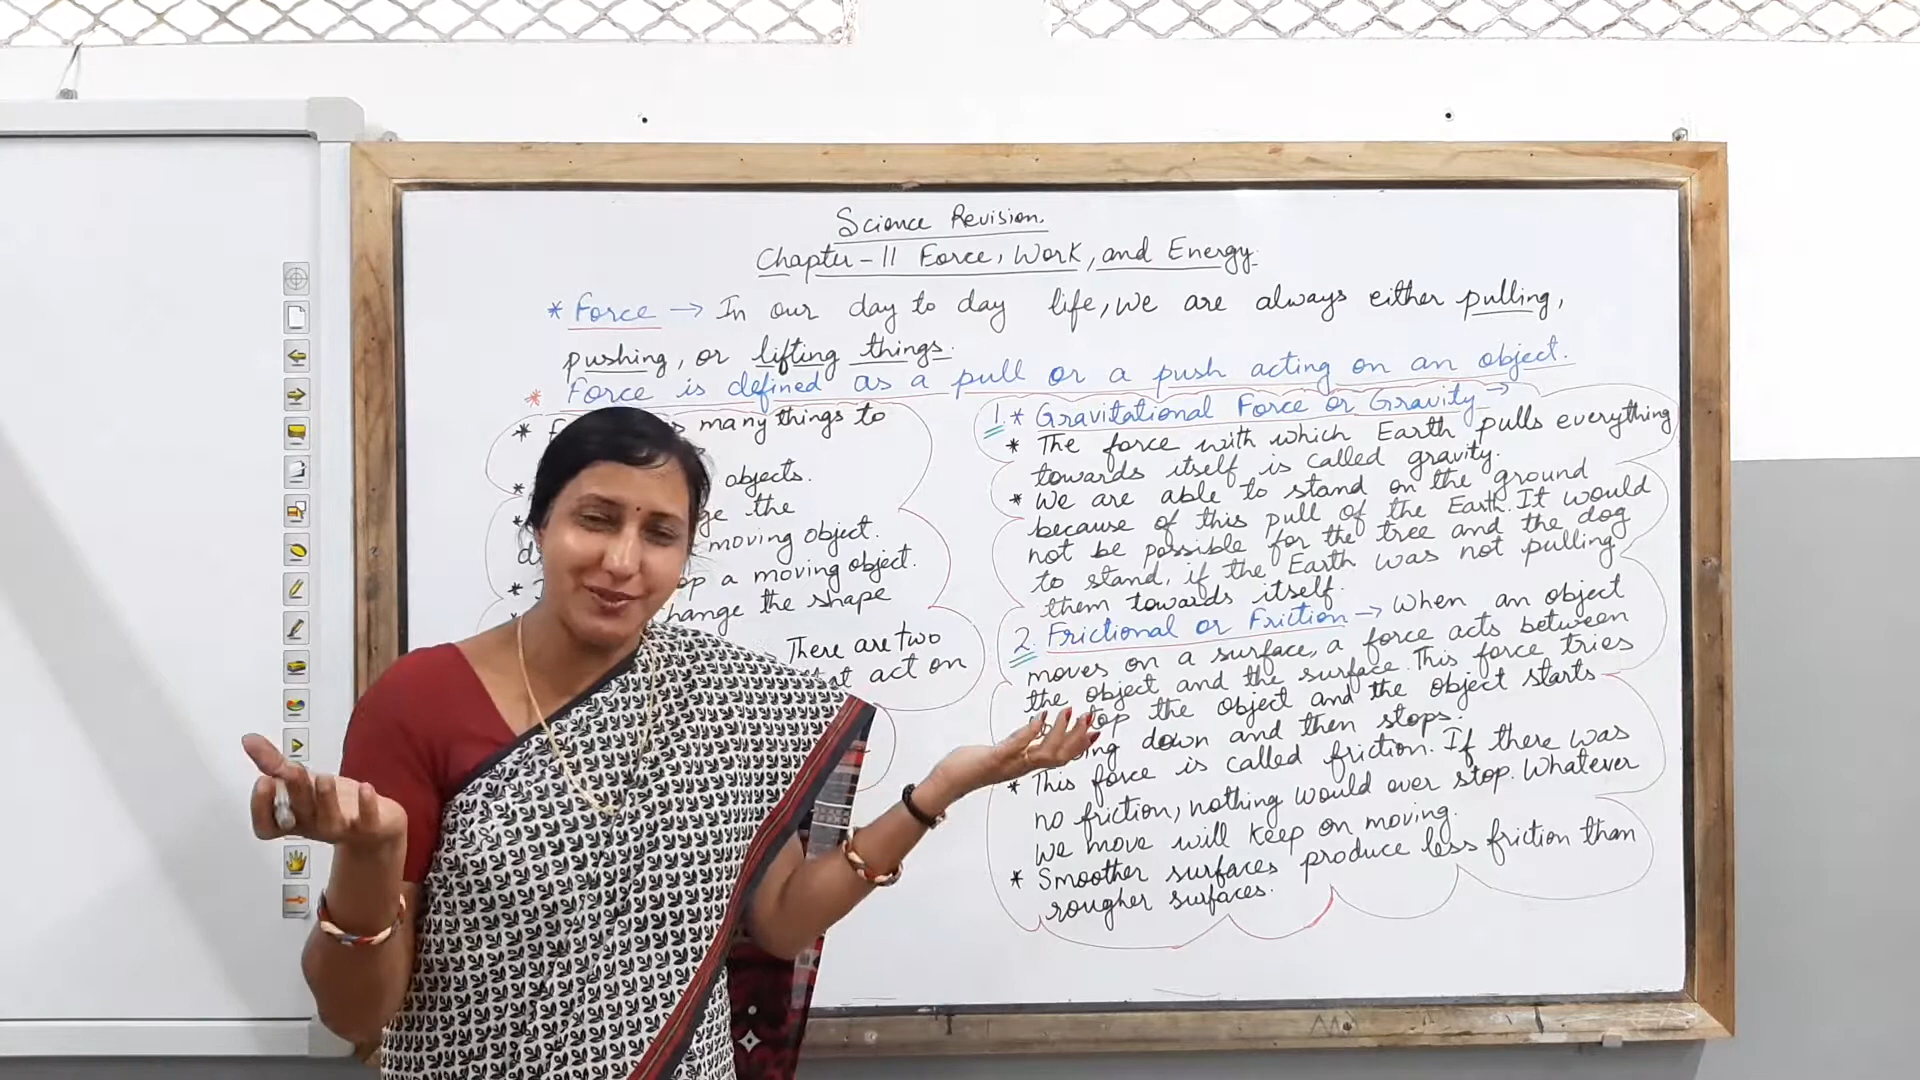 Science Revision.
Chapter-11 Force, Work, and Energy.
* Force → In our day to day life, we are always either pulling,
pushing, or lifting things.
* Force is defined as a pull or a push acting on an object.
* many things to
* objects.
* the
moving object.
* a moving object.
* change the shape
There are two
that act on
1. * Gravitational Force or Gravity →
* The force with which Earth pulls everything
towards itself is called gravity.
* We are able to stand on the ground
because of this pull of the Earth. It would
not be possible for the tree and the dog
to stand, if the Earth was not pulling
them towards itself.
2. Frictional or Friction → When an object
moves on a surface, a force acts between
the object and the surface. This force tries
stop the object and the object starts
down and then stops.
* This force is called friction. If there was
no friction, nothing would ever stop. Whatever
we move will keep on moving.
* Smoother surfaces produce less friction than
rougher surfaces.